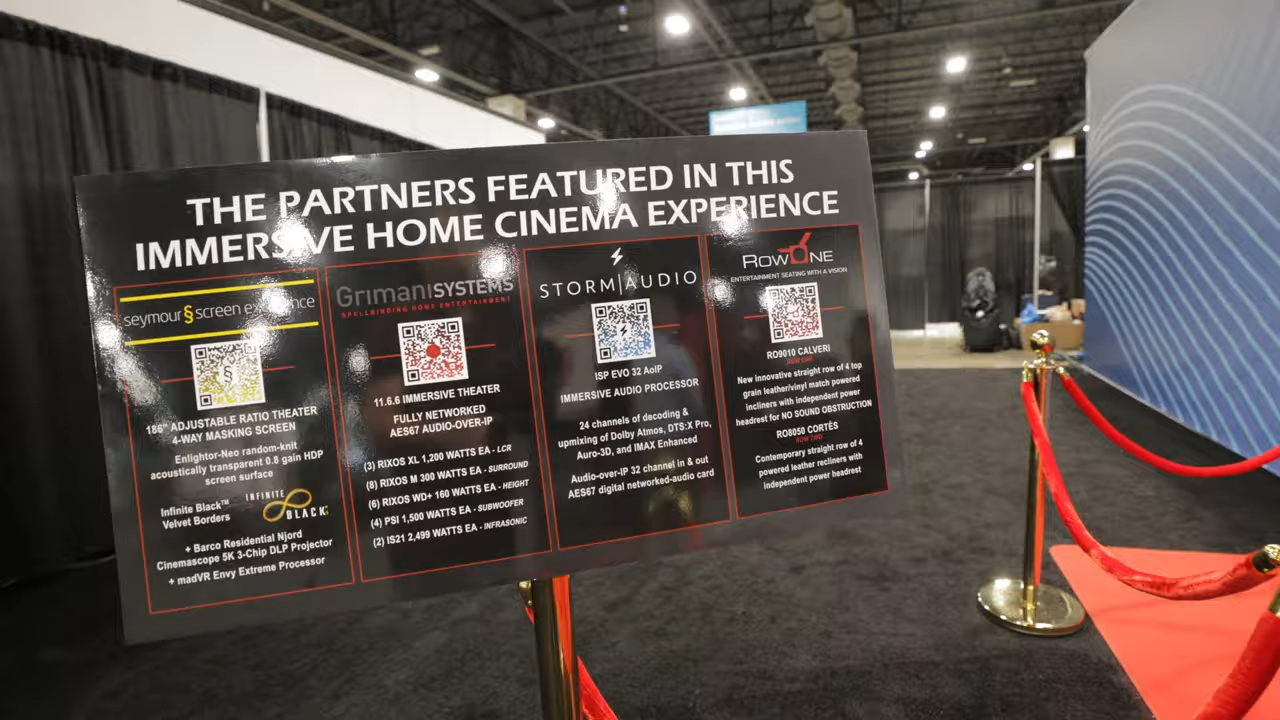 THE PARTNERS FEATURED IN THIS
IMMERSIVE HOME CINEMA EXPERIENCE
seymour § screen excellence
186" ADJUSTABLE RATIO THEATER
4-WAY MASKING SCREEN
Enlightor-Neo random-knit
acoustically transparent 0.8 gain HDP
screen surface
Infinite Black™
Velvet Borders
INFINITE
BLACK
+ Barco Residential Njord
Cinemascope 5K 3-Chip DLP Projector
+ madVR Envy Extreme Processor
GRIMANISYSTEMS
SPELLBINDING HOME ENTERTAINMENT
11.6.6 IMMERSIVE THEATER
FULLY NETWORKED
AES67 AUDIO-OVER-IP
(3) RIXOS XL 1,200 WATTS EA - LCR
(8) RIXOS M 300 WATTS EA - SURROUND
(6) RIXOS WD+ 160 WATTS EA - HEIGHT
(4) PSI 1,500 WATTS EA - SUBWOOFER
(2) IS21 2,499 WATTS EA - INFRASONIC
STORM|AUDIO
ISP EVO 32 AoIP
IMMERSIVE AUDIO PROCESSOR
24 channels of decoding &
upmixing of Dolby Atmos, DTS:X Pro,
Auro-3D, and IMAX Enhanced
Audio-over-IP 32 channel in & out
AES67 digital networked-audio card
ROWONE
ENTERTAINMENT SEATING WITH A VISION
RO9010 CALVERI
ROW ONE
New innovative straight row of 4 top
grain leather/vinyl match powered
incliners with independent power
headrest for NO SOUND OBSTRUCTION
RO8050 CORTÉS
ROW TWO
Contemporary straight row of 4
powered leather recliners with
independent power headrest